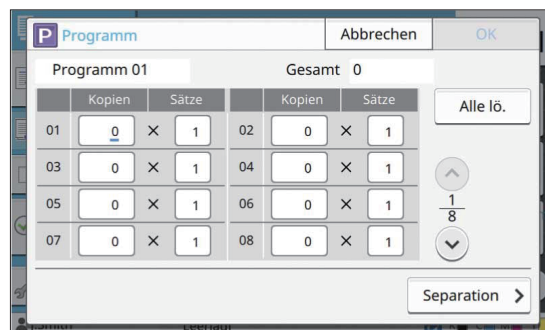 P Programm Abbrechen OK
Programm 01 Gesamt 0
Kopien Sätze Kopien Sätze Alle lö.
01 0 × 1 02 0 × 1
03 0 × 1 04 0 × 1
05 0 × 1 06 0 × 1
1
8
07 0 × 1 08 0 × 1
Separation
J.Smith Leerlauf